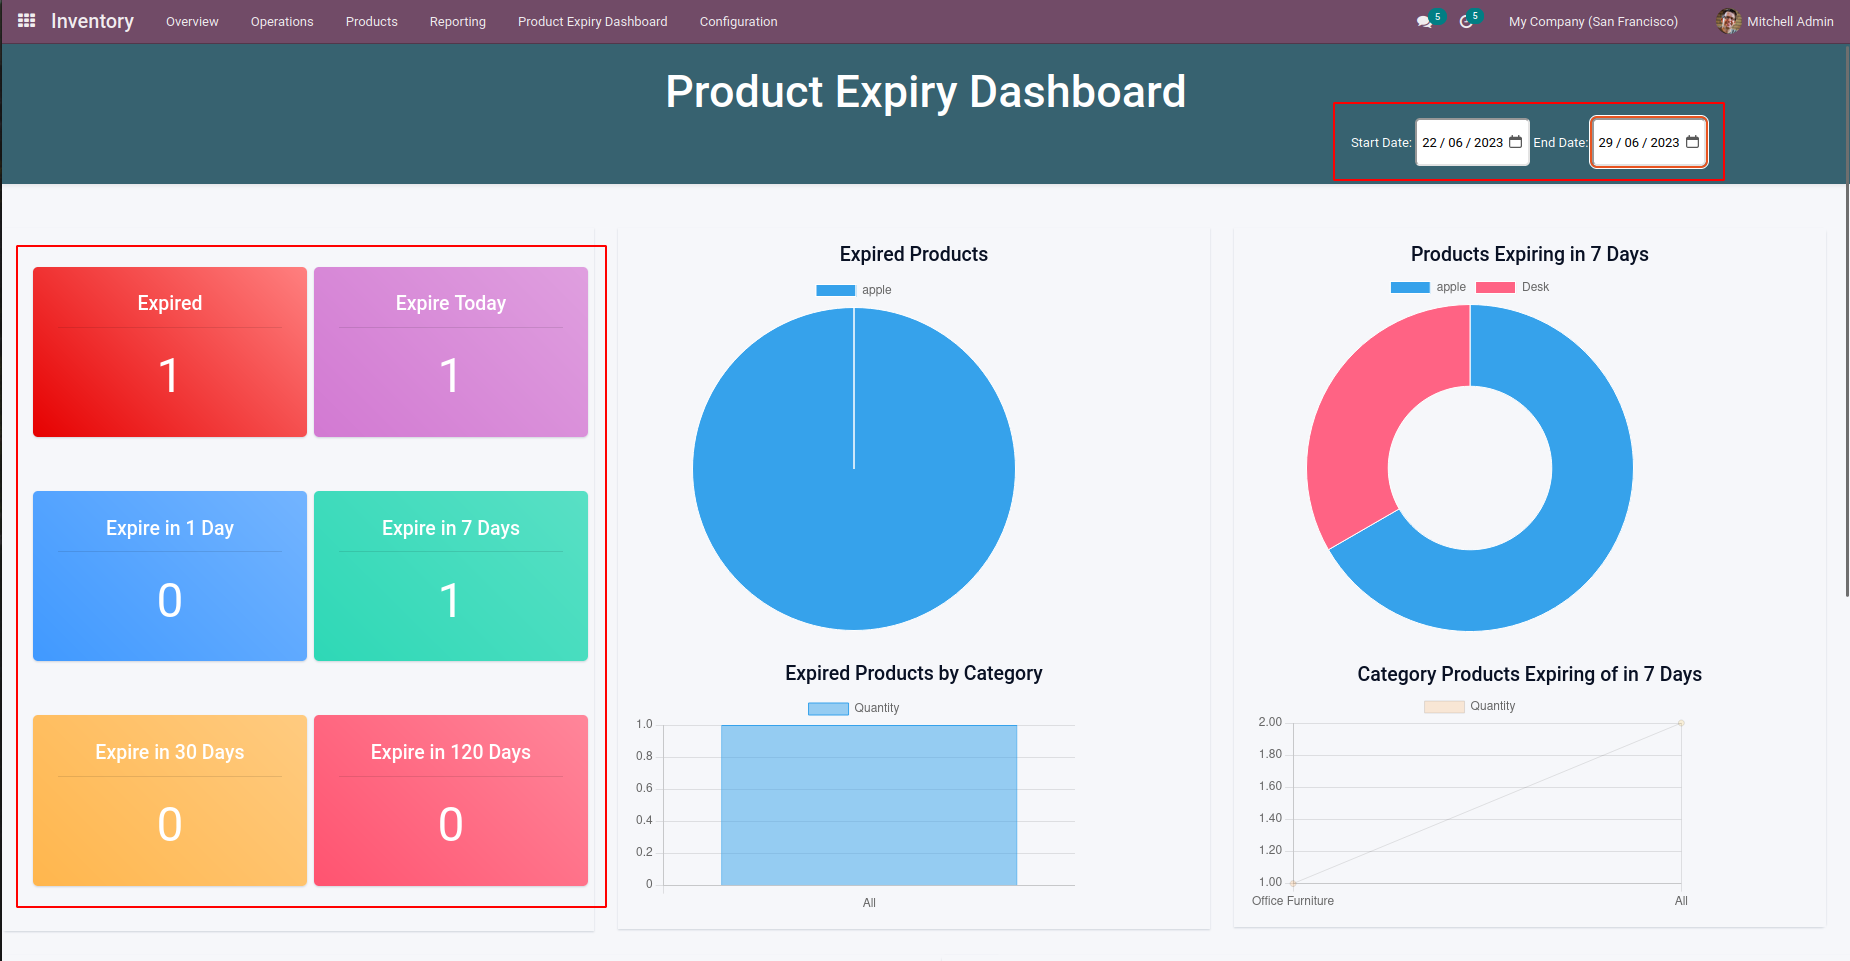 Inventory Overview Operations Products Reporting Product Expiry Dashboard Configuration 5 5 My Company (San Francisco) Mitchell Admin
Product Expiry Dashboard
Start Date: 22 / 06 / 2023 End Date: 29 / 06 / 2023
Expired
1
Expire Today
1
Expire in 1 Day
0
Expire in 7 Days
1
Expire in 30 Days
0
Expire in 120 Days
0
Expired Products
apple
Expired Products by Category
Quantity
1.0
0.8
0.6
0.4
0.2
0
All
Products Expiring in 7 Days
apple Desk
Category Products Expiring of in 7 Days
Quantity
2.00
1.80
1.60
1.40
1.20
1.00
Office Furniture All